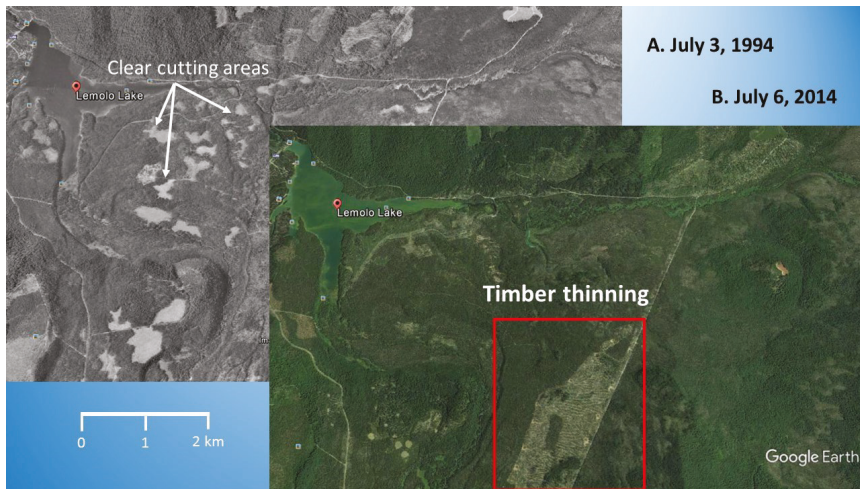 A. July 3, 1994
B. July 6, 2014
Clear cutting areas
Lemolo Lake
Lemolo Lake
Timber thinning
0 1 2 km
Google Earth